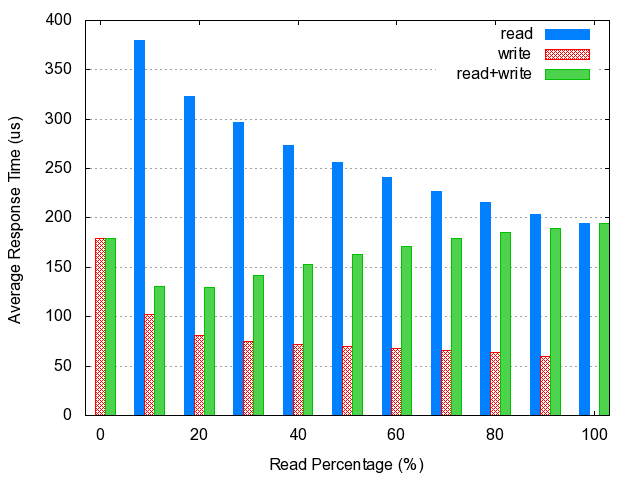 400
350
300
250
200
150
100
50
0
Average Response Time (us)
read
write
read+write
0 20 40 60 80 100
Read Percentage (%)